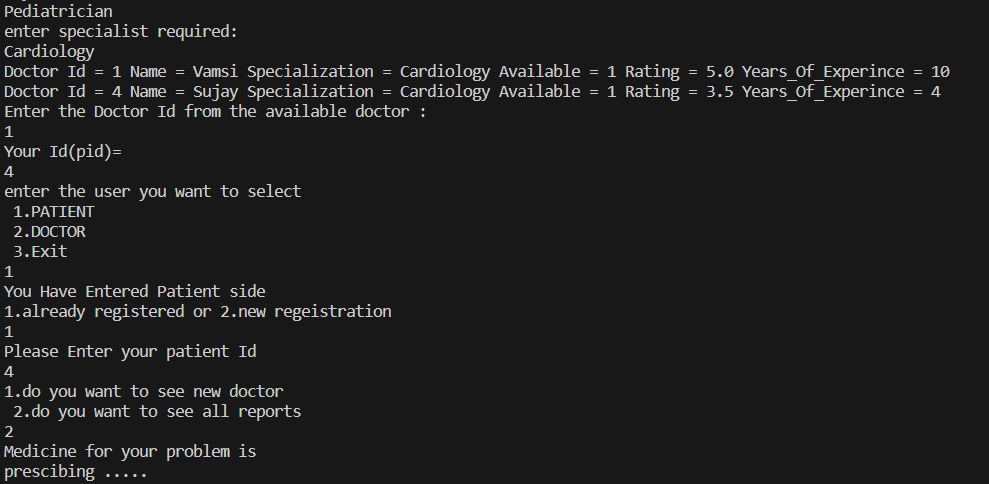 Pediatrician
enter specialist required:
Cardiology
Doctor Id = 1 Name = Vamsi Specialization = Cardiology Available = 1 Rating = 5.0 Years_Of_Experince = 10
Doctor Id = 4 Name = Sujay Specialization = Cardiology Available = 1 Rating = 3.5 Years_Of_Experince = 4
Enter the Doctor Id from the available doctor :
1
Your Id(pid)=
4
enter the user you want to select
 1.PATIENT
 2.DOCTOR
 3.Exit
1
You Have Entered Patient side
1.already registered or 2.new regeistration
1
Please Enter your patient Id
4
1.do you want to see new doctor
 2.do you want to see all reports
2
Medicine for your problem is
prescibing .....